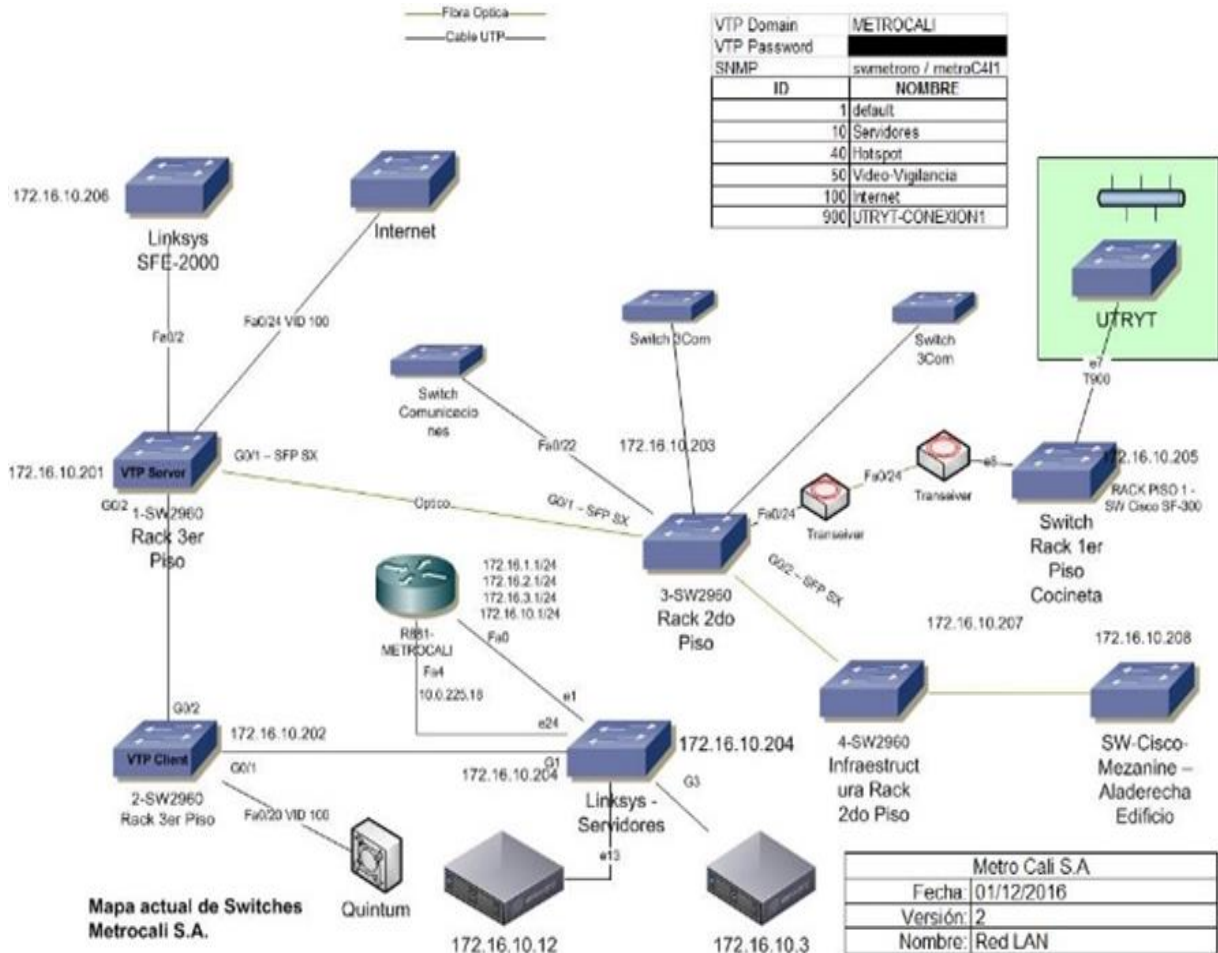 Fibra Optica
Cable UTP
VTP Domain METROCALI
VTP Password
SNMP swmetroro / metroC4l1
ID NOMBRE
1 default
10 Servidores
40 Hotspot
50 Video-Vigilancia
100 Internet
900 UTRYT-CONEXION1
172.16.10.206
Linksys
SFE-2000
Internet
Fa0/2
Fa0/24 VID 100
Switch
Comunicacio
nes
Switch 3Com
Switch
3Com
UTRYT
e7
T900
172.16.10.201
VTP Server
G0/2
1-SW2960
Rack 3er
Piso
G0/1 – SFP SX
Optico
G0/1 – SFP SX
Fa0/22
172.16.10.203
3-SW2960
Rack 2do
Piso
Fa0/24
Transeiver
Fa0/24
Transeiver
172.16.10.205
RACK PISO 1 -
SW Cisco SF-300
Switch
Rack 1er
Piso
Cocineta
G0/2 – SFP SX
172.16.1.1/24
172.16.2.1/24
172.16.3.1/24
172.16.10.1/24
R881-
METROCALI
Fa0
Fa4
10.0.225.18
e1
e24
172.16.10.207
172.16.10.208
4-SW2960
Infraestruct
ura Rack
2do Piso
SW-Cisco-
Mezanine –
Aladerecha
Edificio
G0/2
172.16.10.202
VTP Client
G0/1
2-SW2960
Rack 3er Piso
Fa0/20 VID 100
Quintum
G1
172.16.10.204
172.16.10.204
Linksys -
Servidores
G3
e13
172.16.10.12
172.16.10.3
Mapa actual de Switches
Metrocali S.A.
Metro Cali S.A
Fecha: 01/12/2016
Versión: 2
Nombre: Red LAN